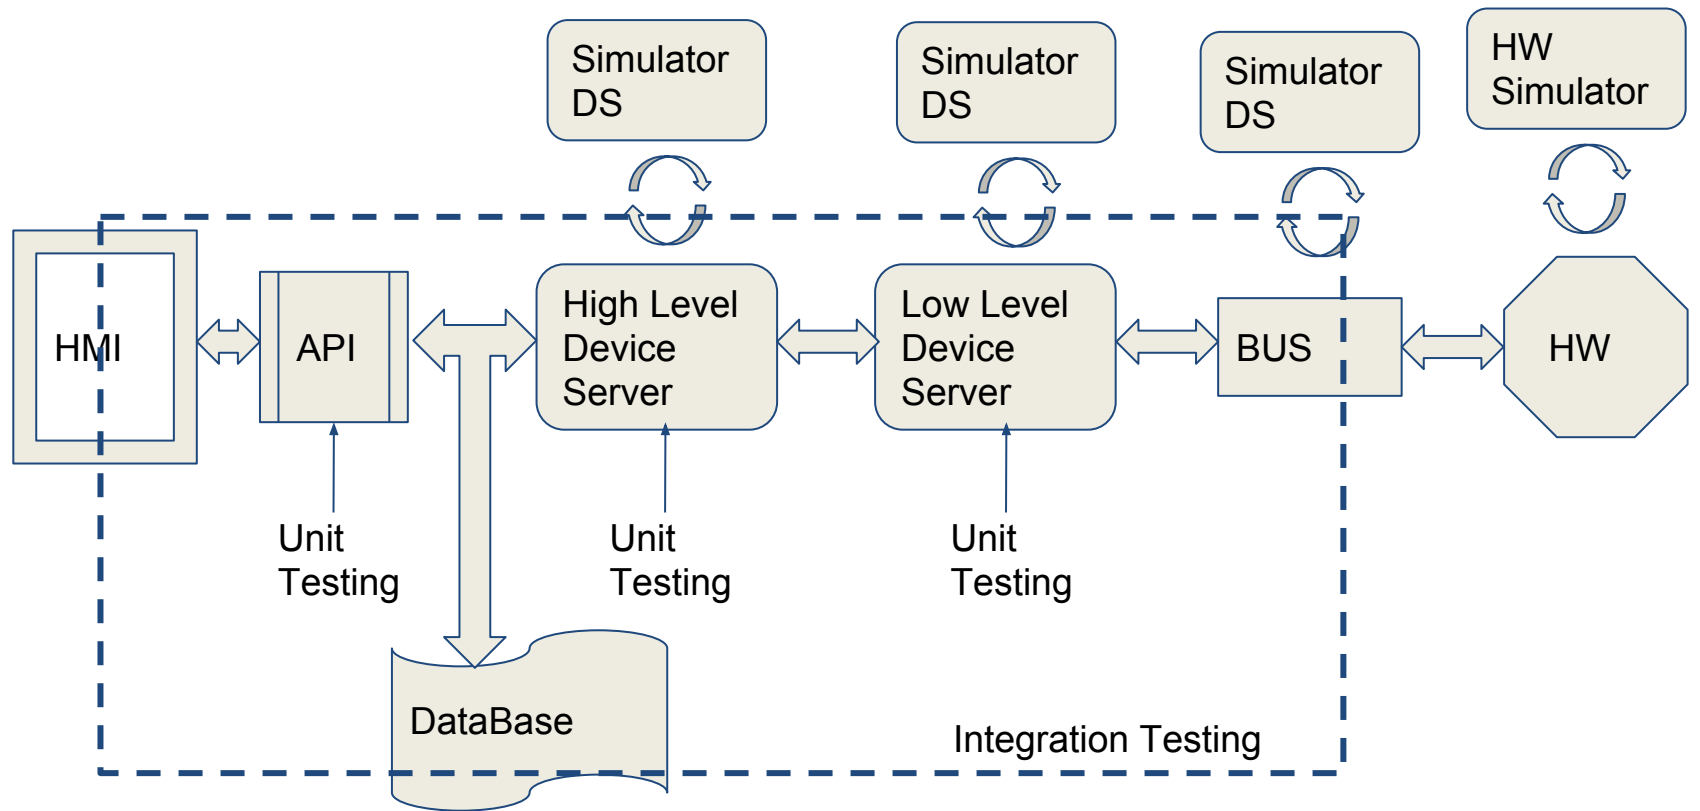 Simulator
DS
Simulator
DS
Simulator
DS
HW
Simulator
HMI
API
High Level
Device
Server
Low Level
Device
Server
BUS
HW
Unit
Testing
Unit
Testing
Unit
Testing
DataBase
Integration Testing